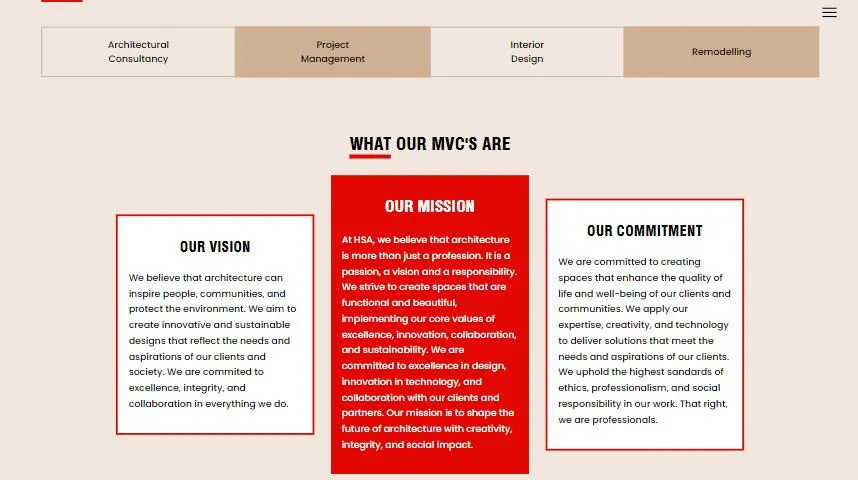 Architectural
Consultancy
Project
Management
Interior
Design
Remodelling
WHAT OUR MVC'S ARE
OUR VISION
We believe that architecture can
inspire people, communities, and
protect the environment. We aim to
create innovative and sustainable
designs that reflect the needs and
aspirations of our clients and
society. We are commited to
excellence, integrity, and
collaboration in everything we do.
OUR MISSION
At HSA, we believe that architecture
is more than just a profession. It is a
passion, a vision and a responsibility.
We strive to create spaces that are
functional and beautiful,
implementing our core values of
excellence, innovation, collaboration,
and sustainability. We are
committed to excellence in design,
innovation in technology, and
collaboration with our clients and
partners. Our mission is to shape the
future of architecture with creativity,
integrity, and social impact.
OUR COMMITMENT
We are committed to creating
spaces that enhance the quality of
life and well-being of our clients and
communities. We apply our
expertise, creativity, and technology
to deliver solutions that meet the
needs and aspirations of our clients.
We uphold the highest sandards of
ethics, professionalism, and social
responsibility in our work. That right,
we are professionals.